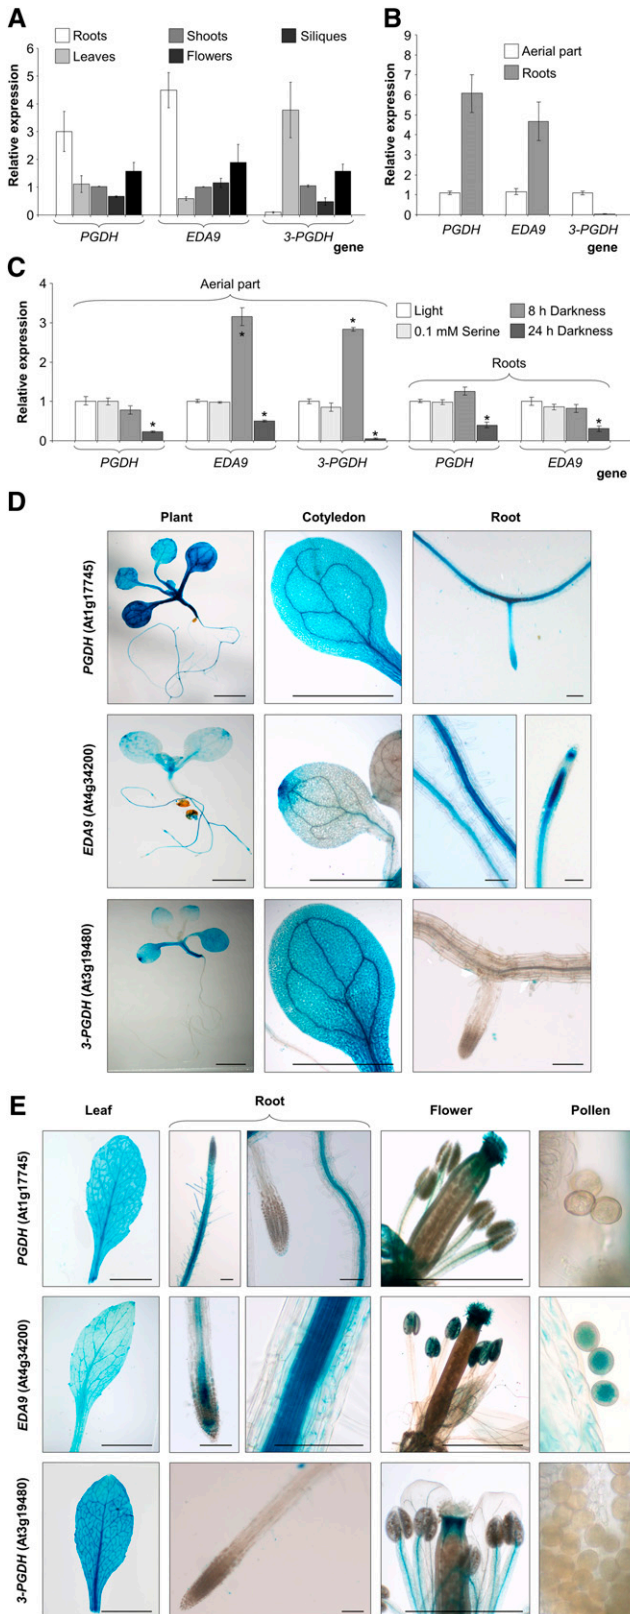 A
Roots
Shoots
Siliques
Leaves
Flowers
Relative expression
6
5
4
3
2
1
0
PGDH
EDA9
3-PGDH
gene
B
Aerial part
Roots
Relative expression
9
8
7
6
5
4
3
2
1
0
PGDH
EDA9
3-PGDH
gene
C
Aerial part
Light
8 h Darkness
0.1 mM Serine
24 h Darkness
Roots
Relative expression
4
3
2
1
0
*
*
*
*
*
*
*
PGDH
EDA9
3-PGDH
PGDH
EDA9
gene
D
Plant
Cotyledon
Root
PGDH (At1g17745)
EDA9 (At4g34200)
3-PGDH (At3g19480)
E
Leaf
Root
Flower
Pollen
PGDH (At1g17745)
EDA9 (At4g34200)
3-PGDH (At3g19480)